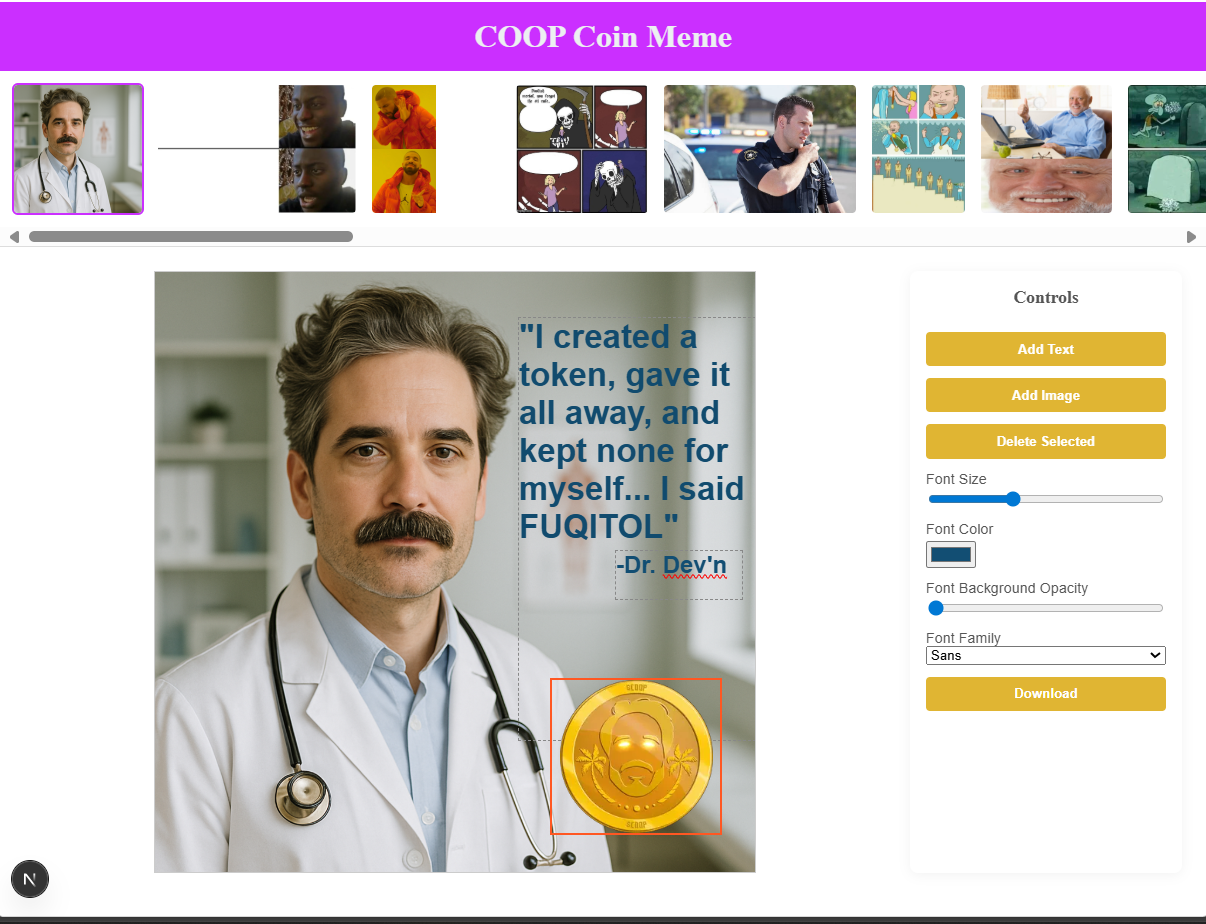 COOP Coin Meme
"I created a
token, gave it
all away, and
kept none for
myself... I said
FUQITOL"
-Dr. Dev'n
Controls
Add Text
Add Image
Delete Selected
Font Size
Font Color
Font Background Opacity
Font Family
Sans
Download
N